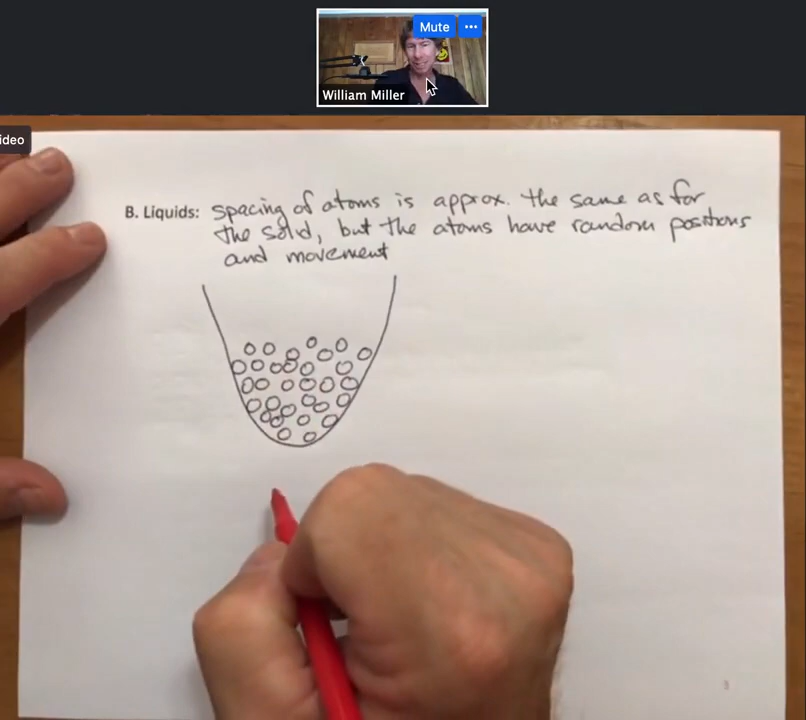 Mute
William Miller
ideo
B. Liquids: spacing of atoms is approx. the same as for
the solid, but the atoms have random positions
and movement
3